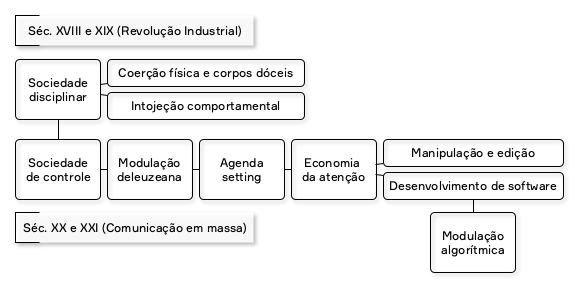 Séc. XVIII e XIX (Revolução Industrial)
Sociedade
disciplinar
Coerção física e corpos dóceis
Intojeção comportamental
Sociedade
de controle
Modulação
deleuzeana
Agenda
setting
Economia
da atenção
Manipulação e edição
Desenvolvimento de software
Séc. XX e XXI (Comunicação em massa)
Modulação
algorítmica